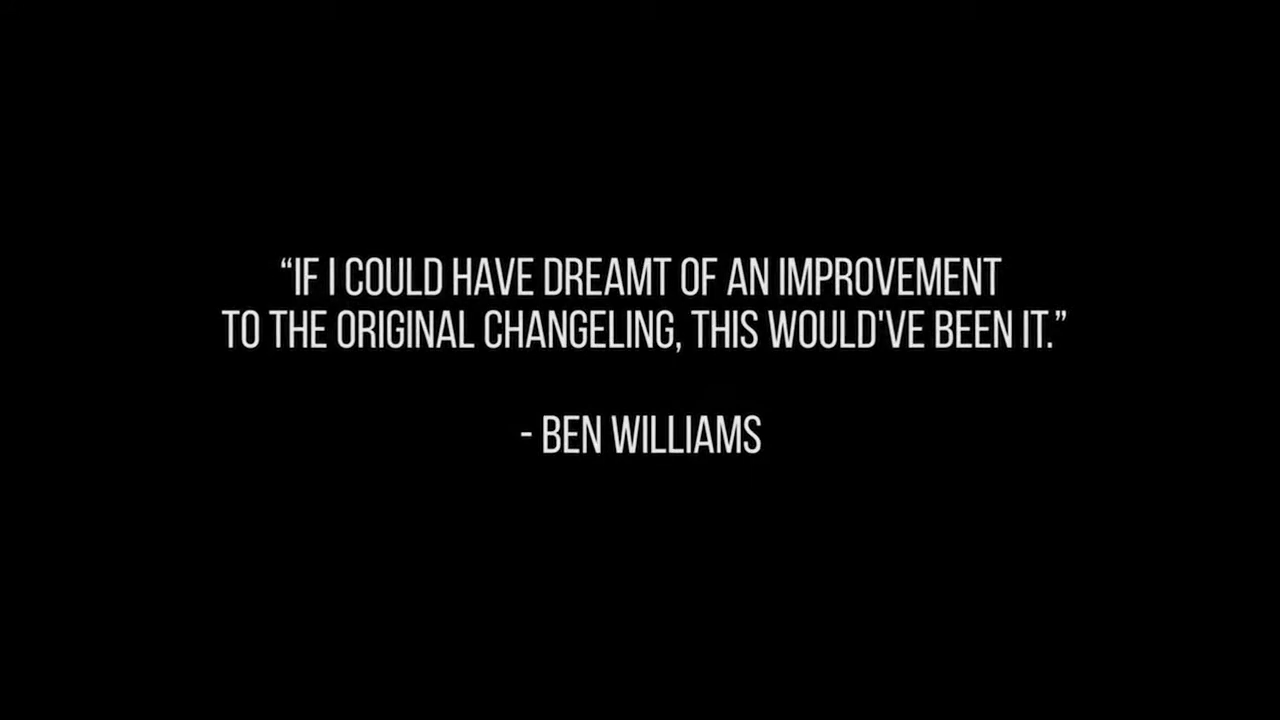 “IF I COULD HAVE DREAMT OF AN IMPROVEMENT
TO THE ORIGINAL CHANGELING, THIS WOULD'VE BEEN IT.”
- BEN WILLIAMS